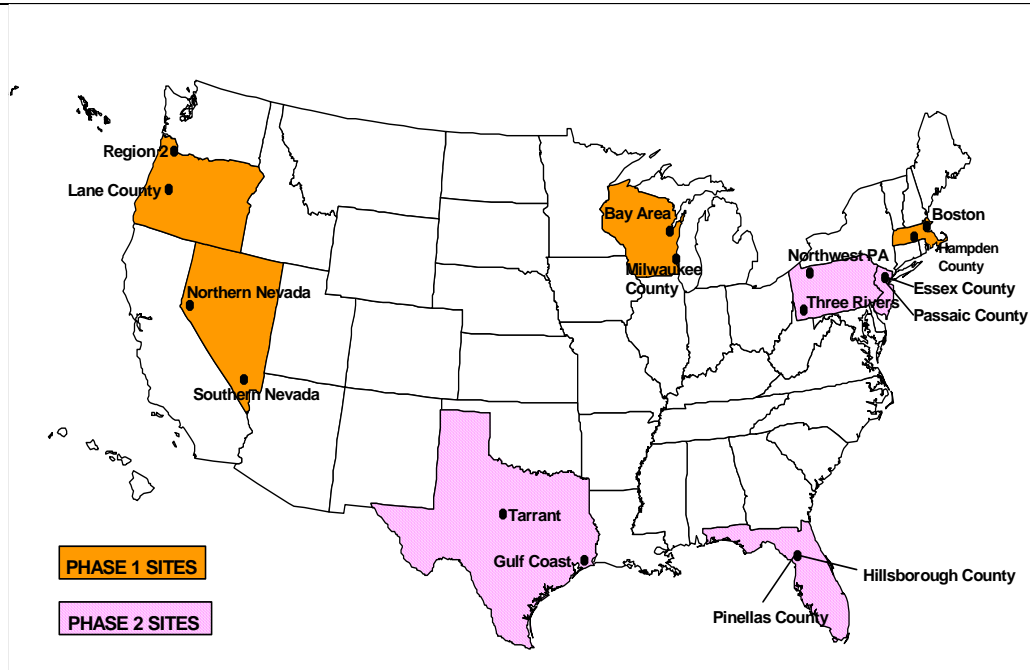 Region 2
Lane County
Northern Nevada
Southern Nevada
Bay Area
Milwaukee
County
Boston
Hampden
County
Northwest PA
Three Rivers
Essex County
Passaic County
Tarrant
Gulf Coast
Hillsborough County
Pinellas County
PHASE 1 SITES
PHASE 2 SITES